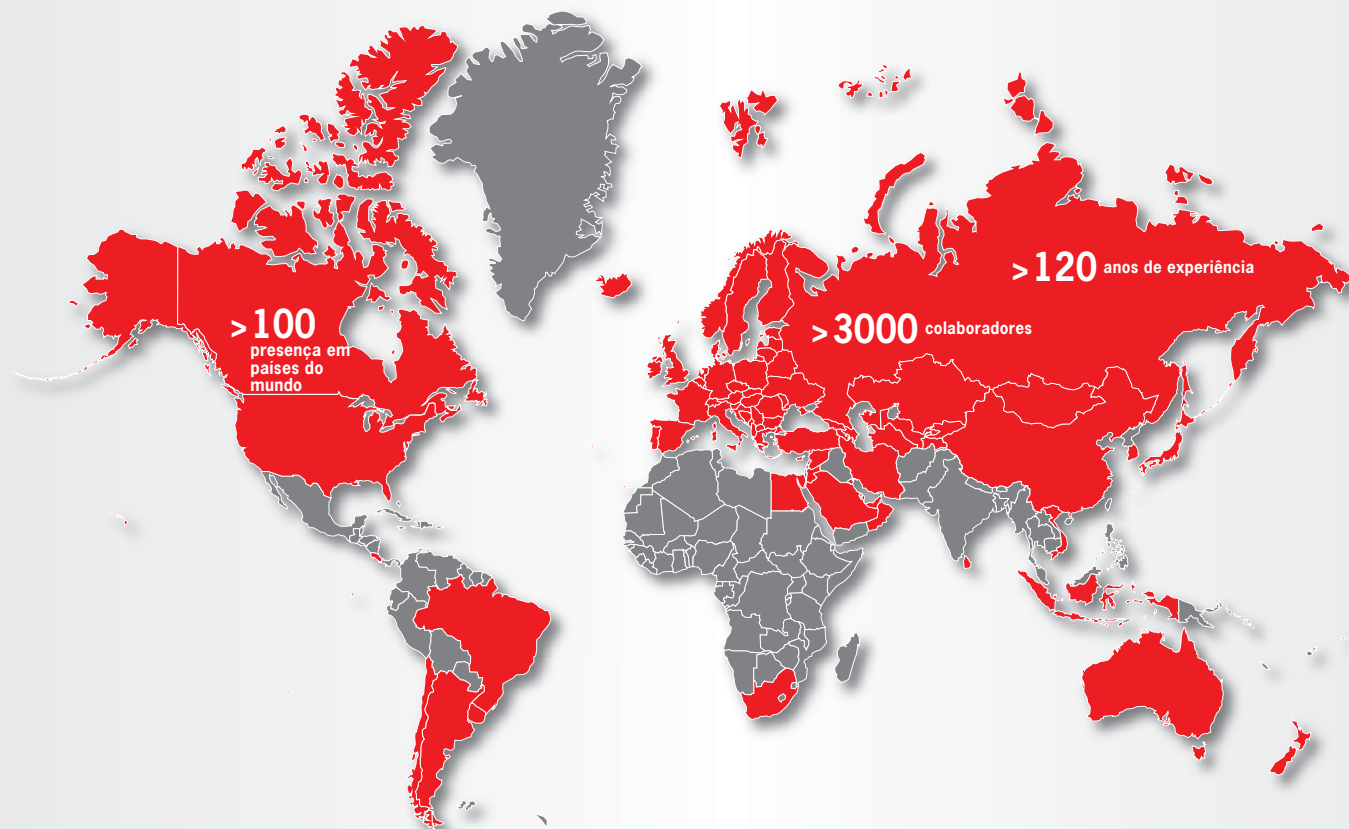 >100
presença em
países do
mundo
>3000 colaboradores
>120 anos de experiência